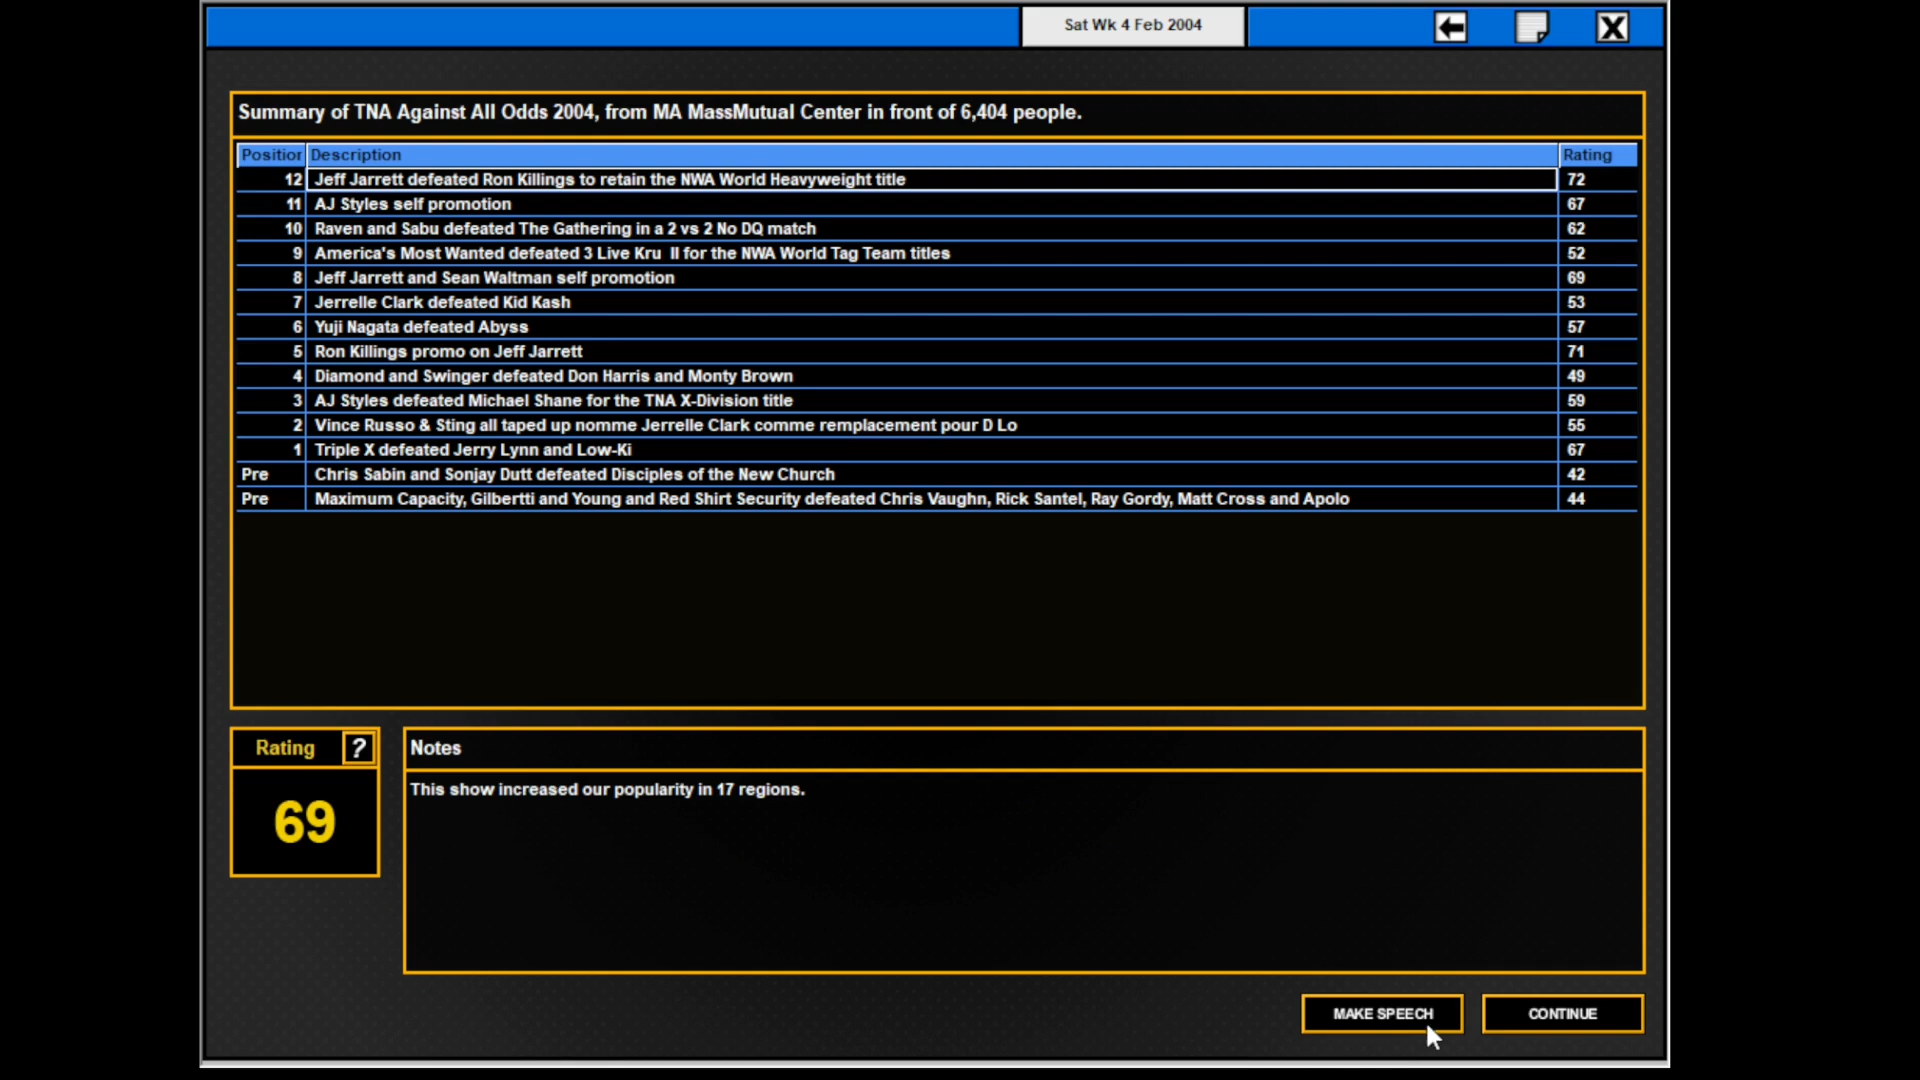 Sat Wk 4 Feb 2004
Summary of TNA Against All Odds 2004, from MA MassMutual Center in front of 6,404 people.
Position Description Rating
12 Jeff Jarrett defeated Ron Killings to retain the NWA World Heavyweight title 72
11 AJ Styles self promotion 67
10 Raven and Sabu defeated The Gathering in a 2 vs 2 No DQ match 62
9 America's Most Wanted defeated 3 Live Kru II for the NWA World Tag Team titles 52
8 Jeff Jarrett and Sean Waltman self promotion 69
7 Jerrelle Clark defeated Kid Kash 53
6 Yuji Nagata defeated Abyss 57
5 Ron Killings promo on Jeff Jarrett 71
4 Diamond and Swinger defeated Don Harris and Monty Brown 49
3 AJ Styles defeated Michael Shane for the TNA X-Division title 59
2 Vince Russo & Sting all taped up nomme Jerrelle Clark comme remplacement pour D Lo 55
1 Triple X defeated Jerry Lynn and Low-Ki 67
Pre Chris Sabin and Sonjay Dutt defeated Disciples of the New Church 42
Pre Maximum Capacity, Gilbertti and Young and Red Shirt Security defeated Chris Vaughn, Rick Santel, Ray Gordy, Matt Cross and Apolo 44
Rating ? Notes
69
This show increased our popularity in 17 regions.
MAKE SPEECH CONTINUE